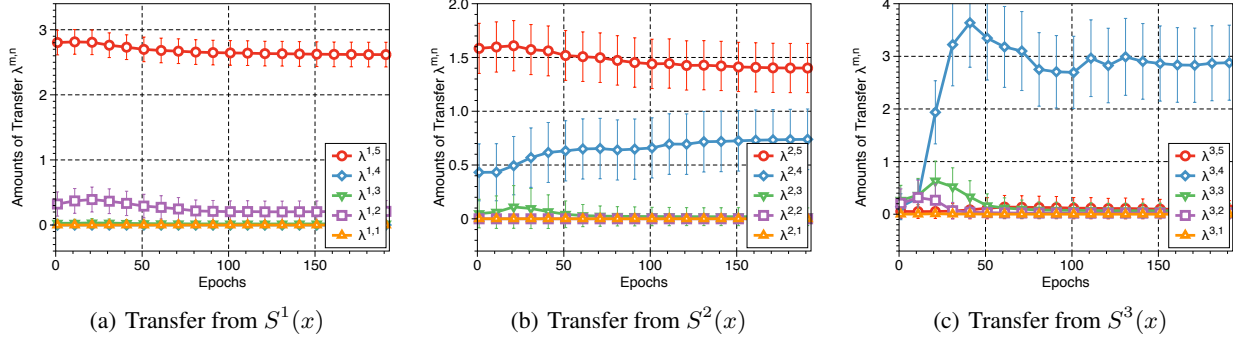 Amounts of Transfer λ^{m,n}
3
2
1
0
λ^{1,5}
λ^{1,4}
λ^{1,3}
λ^{1,2}
λ^{1,1}
0 50 100 150
Epochs
(a) Transfer from S^1(x)
Amounts of Transfer λ^{m,n}
2.0
1.5
1.0
0.5
0
λ^{2,5}
λ^{2,4}
λ^{2,3}
λ^{2,2}
λ^{2,1}
0 50 100 150
Epochs
(b) Transfer from S^2(x)
Amounts of Transfer λ^{m,n}
4
3
2
1
0
λ^{3,5}
λ^{3,4}
λ^{3,3}
λ^{3,2}
λ^{3,1}
0 50 100 150
Epochs
(c) Transfer from S^3(x)